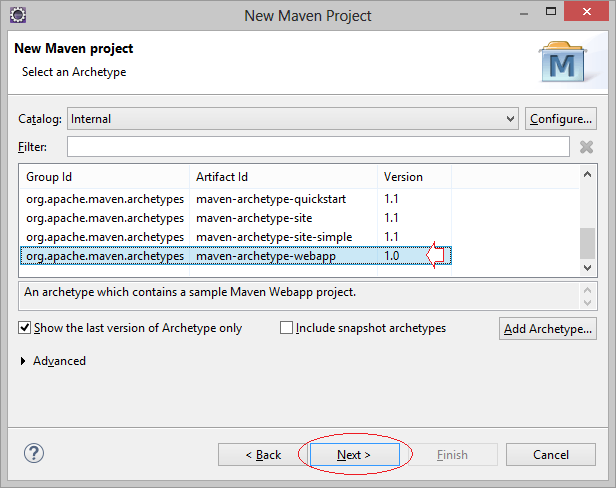 New Maven Project
New Maven project
Select an Archetype
M
Catalog: Internal Configure...
Filter:
Group Id Artifact Id Version
org.apache.maven.archetypes maven-archetype-quickstart 1.1
org.apache.maven.archetypes maven-archetype-site 1.1
org.apache.maven.archetypes maven-archetype-site-simple 1.1
org.apache.maven.archetypes maven-archetype-webapp 1.0
An archetype which contains a sample Maven Webapp project.
Show the last version of Archetype only Include snapshot archetypes Add Archetype...
Advanced
? < Back Next > Finish Cancel